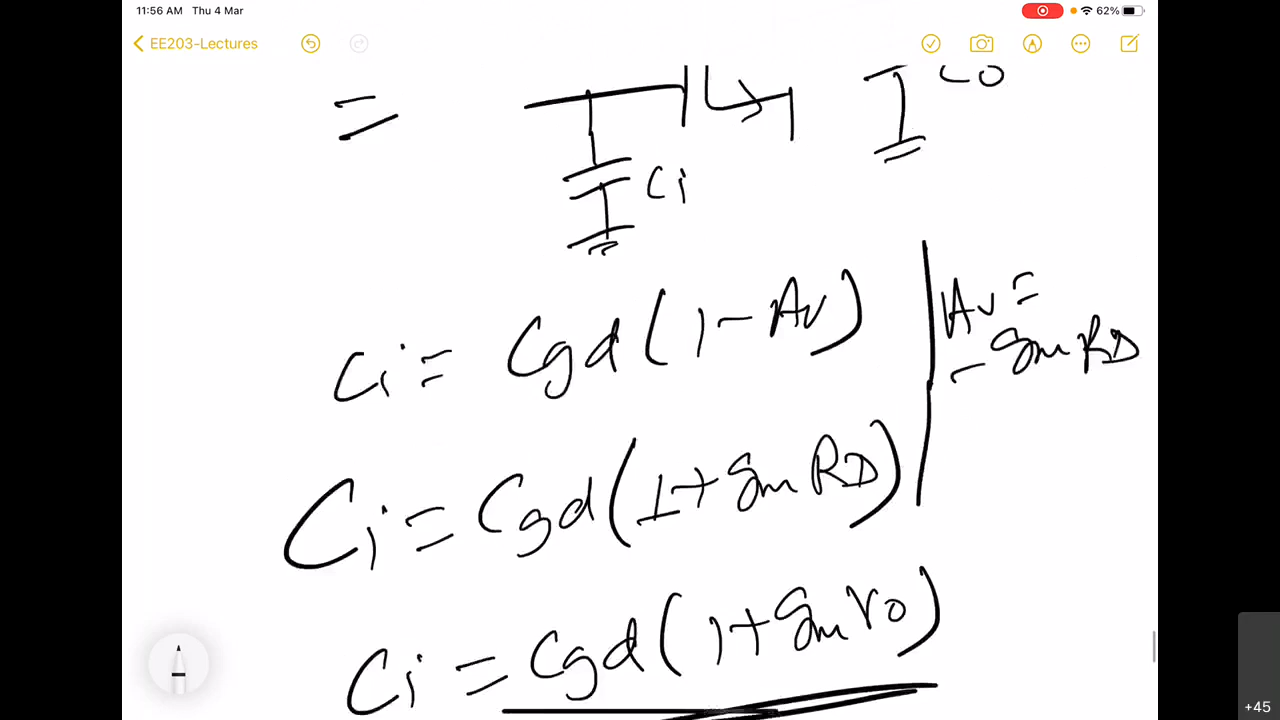 11:56 AM Thu 4 Mar
62%
EE203-Lectures
=
Co
Ci
Ci = Cgd(1-Av)
Av =
- gmRD
Ci = Cgd(1+gmRD)
Ci = Cgd(1+gmro)
+45